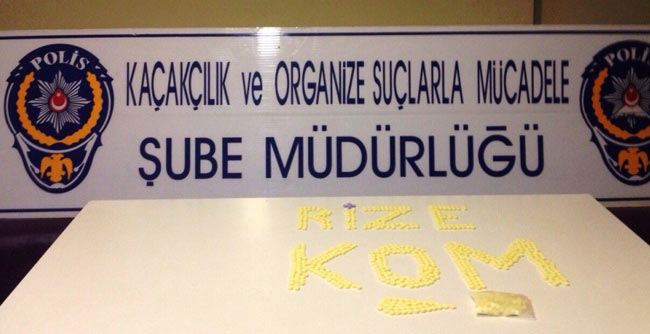 POLİS
KAÇAKÇILIK ve ORGANİZE SUÇLARLA MÜCADELE
ŞUBE MÜDÜRLÜĞÜ
POLİS
RİZE
KOM